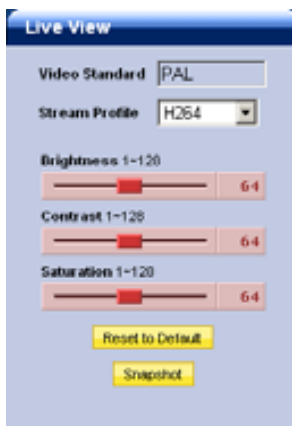 Live View
Video Standard PAL
Stream Profile H264
Brightness 1~128
64
Contrast 1~128
64
Saturation 1~128
64
Reset to Default
Snapshot